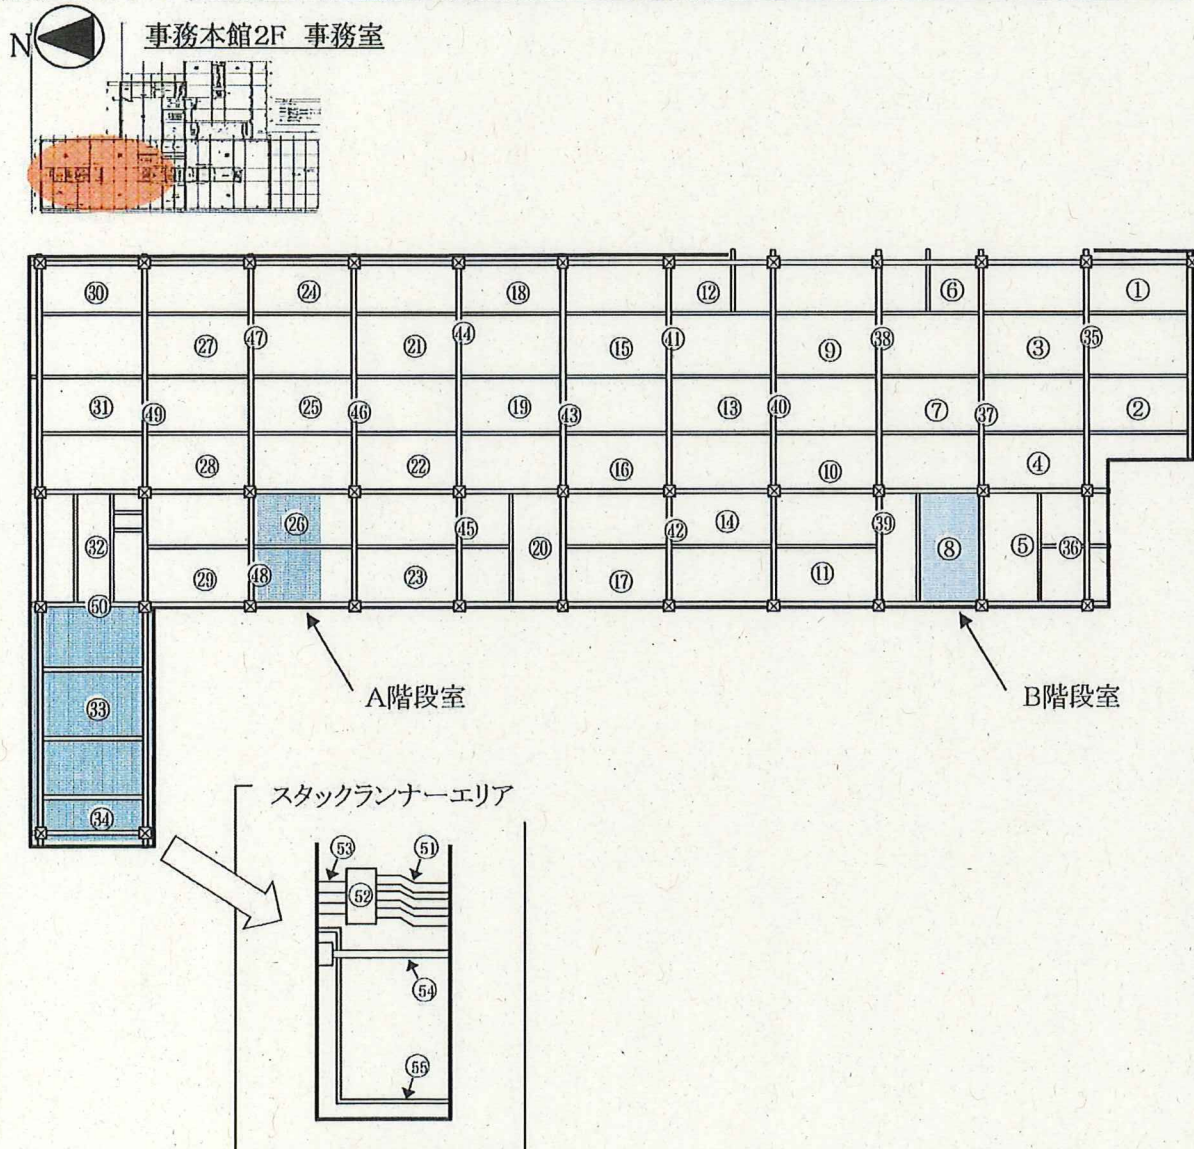 N
事務本館2F 事務室
㉚ ㉔ ⑱ ⑫ ⑥ ①
㉗ ㊼ ㉑ ㊹ ⑮ ㊶ ⑨ ㊳ ③ ㉟
㉛ ㊾ ㉕ ㊻ ⑲ ㊸ ⑬ ㊵ ⑦ ㊲ ②
㉘ ㉒ ⑯ ⑩ ④
㉜ ㉖ ㊺ ⑳ ㊷ ⑭ ㊴ ⑧ ⑤ ㊱
㉙ ㊽ ㉓ ⑰ ⑪
㊿
㉝
A階段室
B階段室
㉞
スタックランナーエリア
53 51
52
54
55